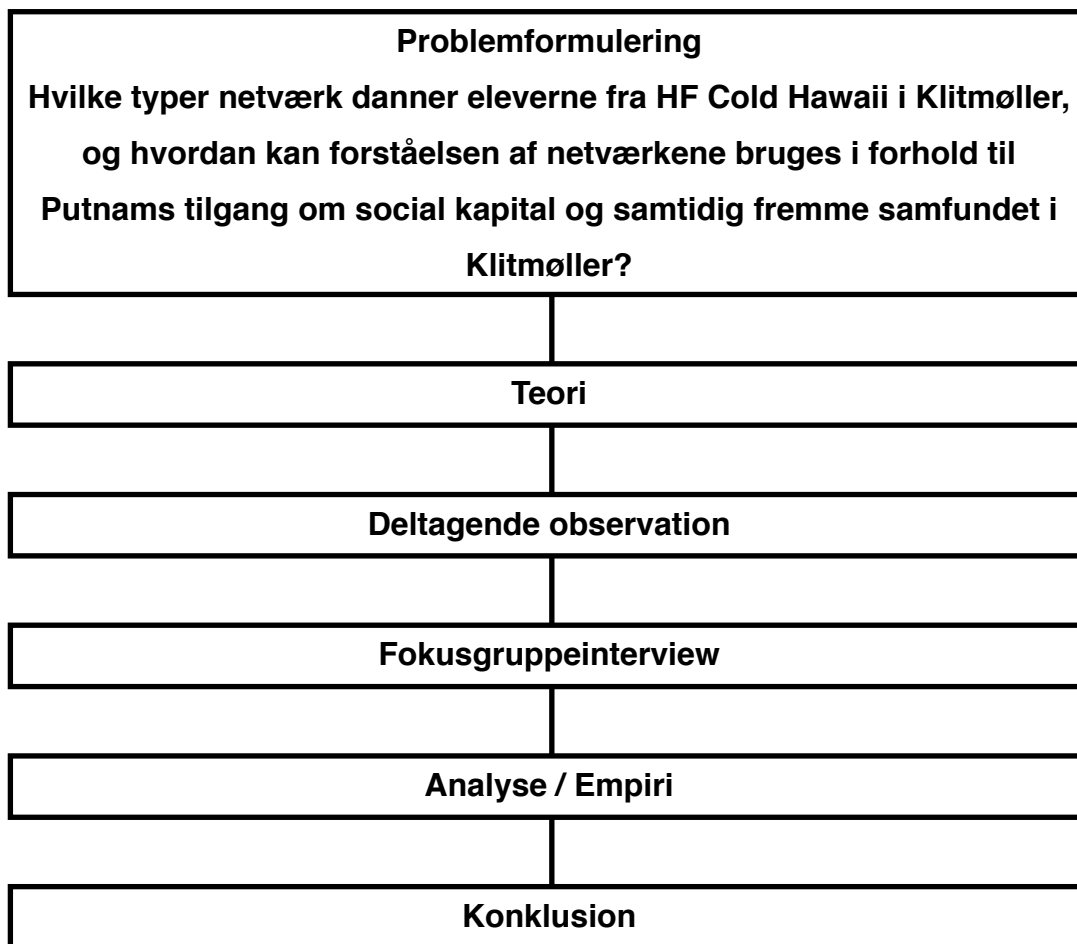 Problemformulering
Hvilke typer netværk danner eleverne fra HF Cold Hawaii i Klitmøller,
og hvordan kan forståelsen af netværkene bruges i forhold til
Putnams tilgang om social kapital og samtidig fremme samfundet i
Klitmøller?
Teori
Deltagende observation
Fokusgruppeinterview
Analyse / Empiri
Konklusion